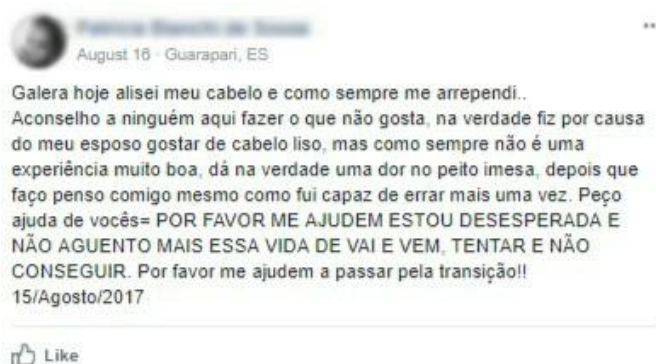 August 16 · Guarapari, ES
Galera hoje alisei meu cabelo e como sempre me arrependi..
Aconselho a ninguém aqui fazer o que não gosta, na verdade fiz por causa
do meu esposo gostar de cabelo liso, mas como sempre não é uma
experiência muito boa, dá na verdade uma dor no peito imesa, depois que
faço penso comigo mesmo como fui capaz de errar mais uma vez. Peço
ajuda de vocês= POR FAVOR ME AJUDEM ESTOU DESESPERADA E
NÃO AGUENTO MAIS ESSA VIDA DE VAI E VEM, TENTAR E NÃO
CONSEGUIR. Por favor me ajudem a passar pela transição!!
15/Agosto/2017
Like